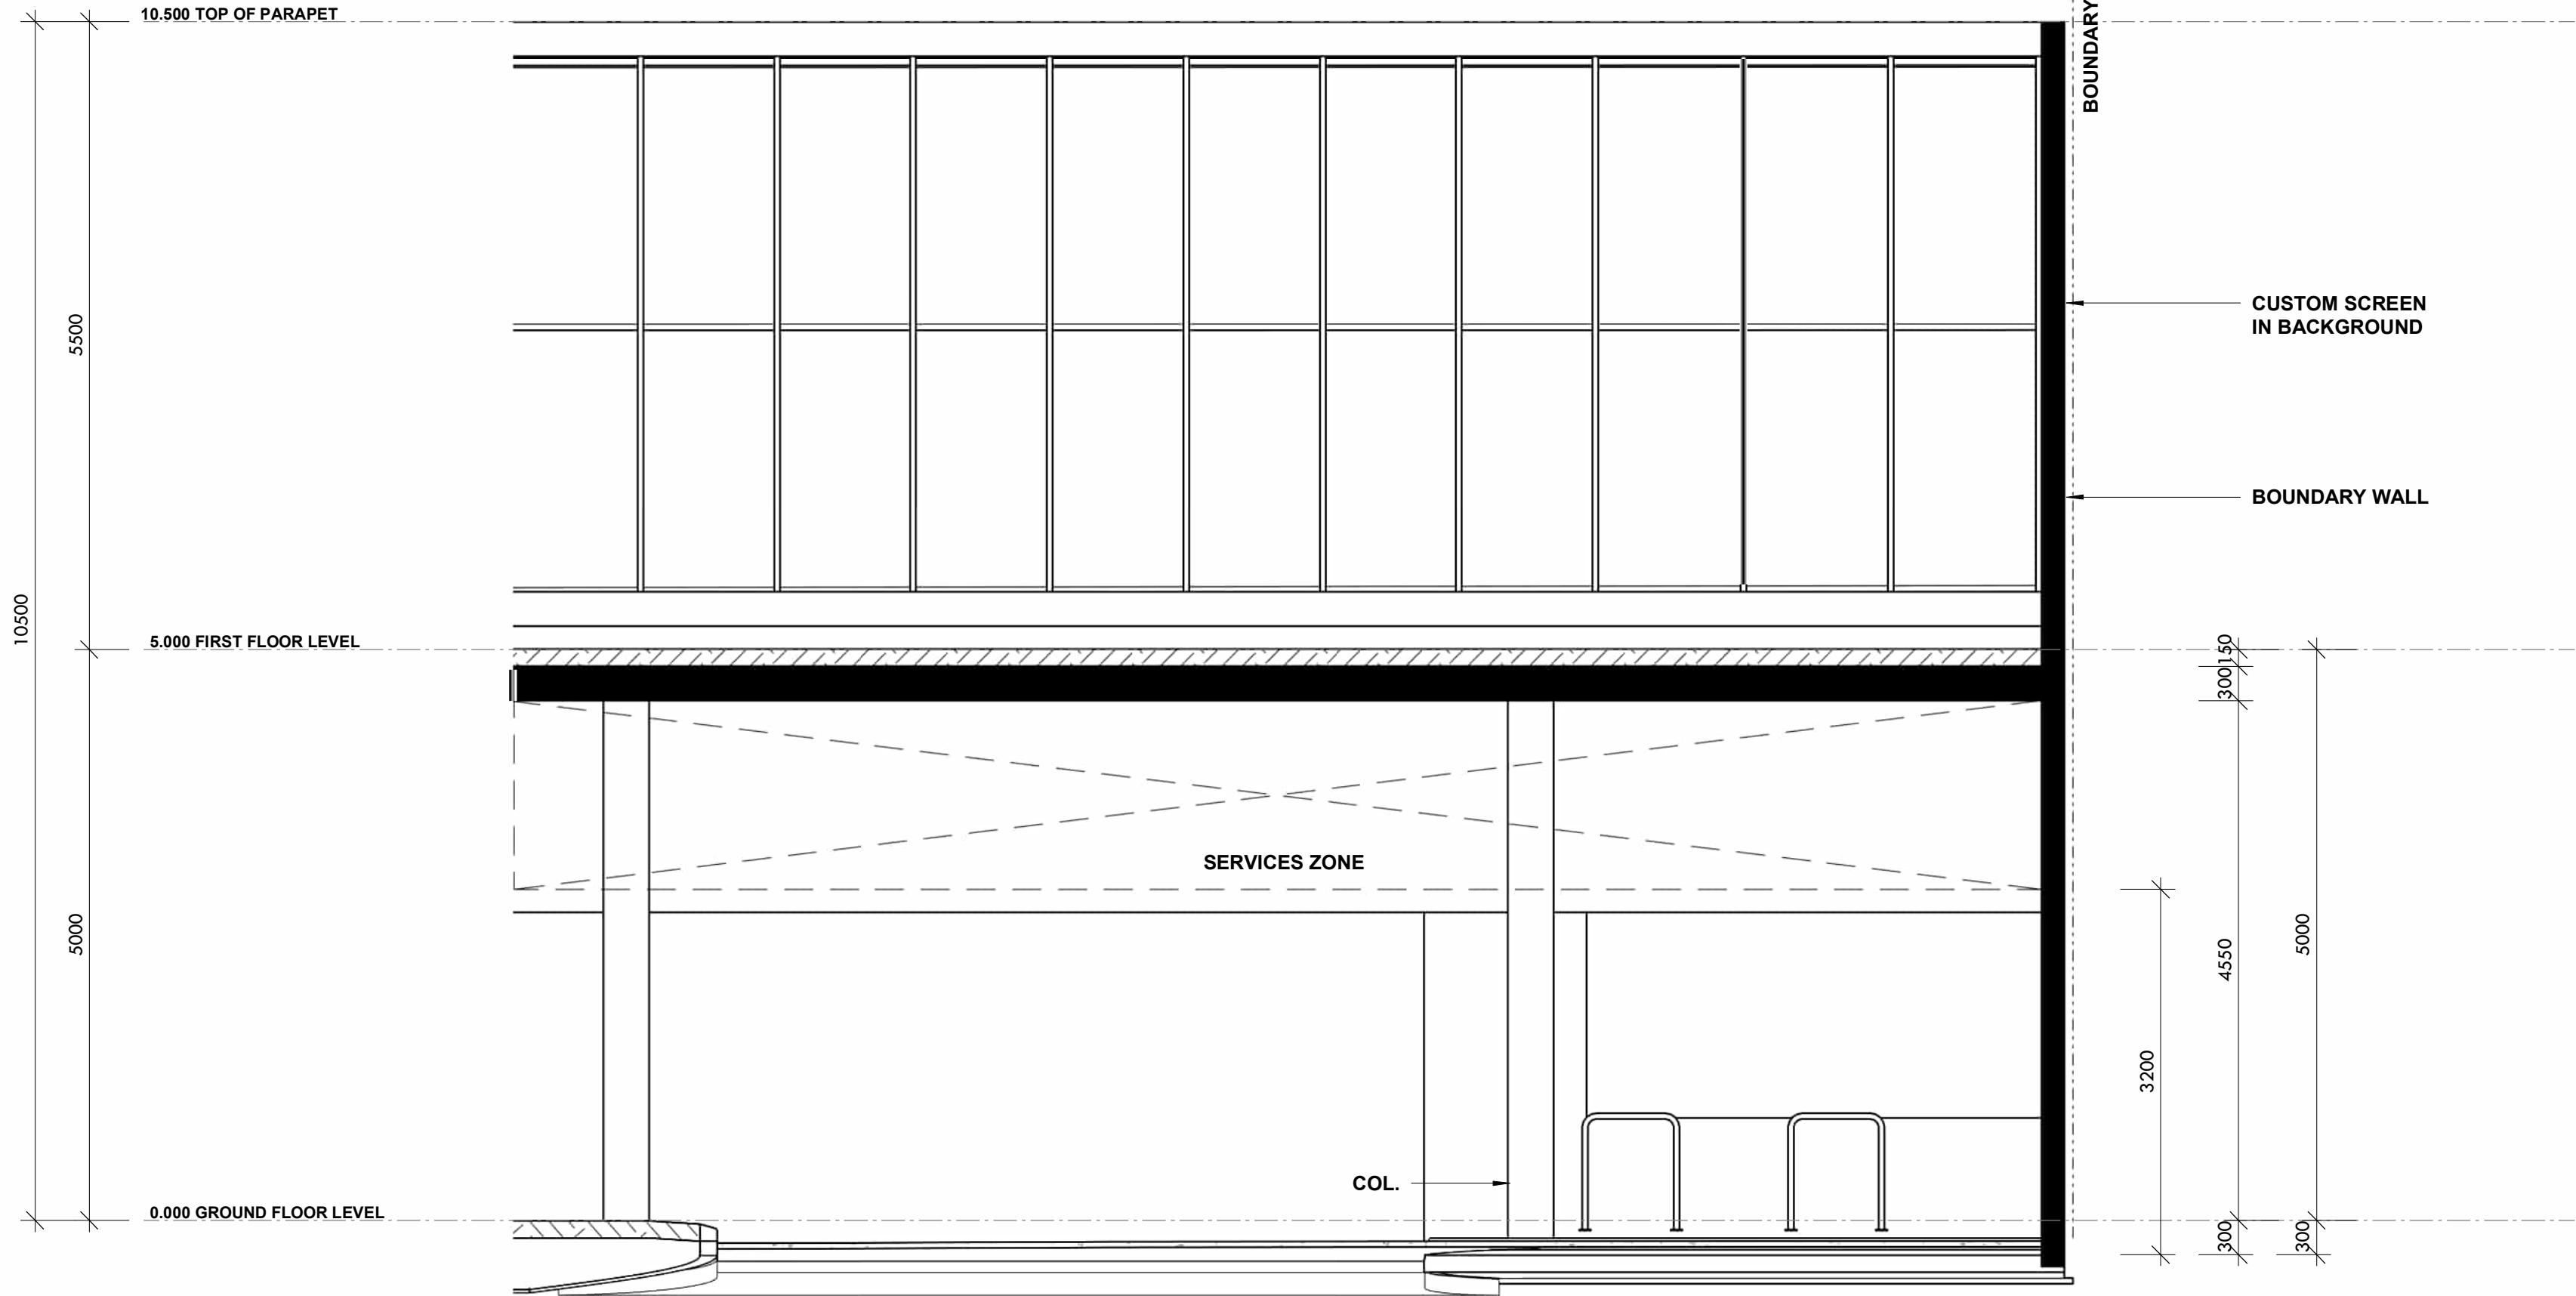 10.500 TOP OF PARAPET
BOUNDARY
5500
CUSTOM SCREEN
IN BACKGROUND
BOUNDARY WALL
10500
5.000 FIRST FLOOR LEVEL
150
300
SERVICES ZONE
5000
4550
5000
3200
COL.
0.000 GROUND FLOOR LEVEL
300
300